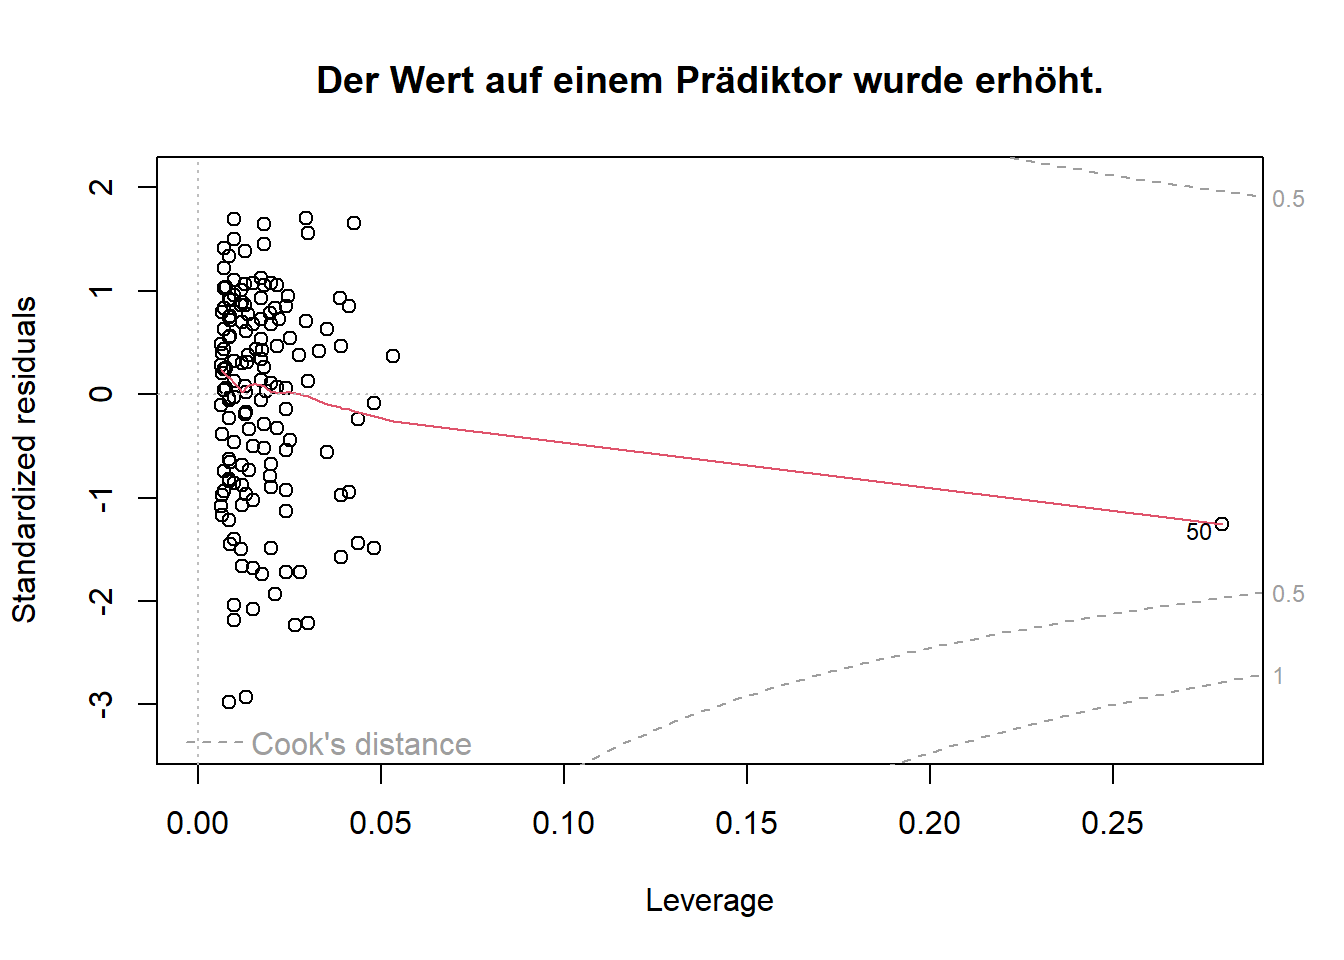 Der Wert auf einem Prädiktor wurde erhöht.
Standardized residuals
2
1
0
-1
-2
-3
0.5
0.5
1
50
Cook's distance
0.00 0.05 0.10 0.15 0.20 0.25
Leverage